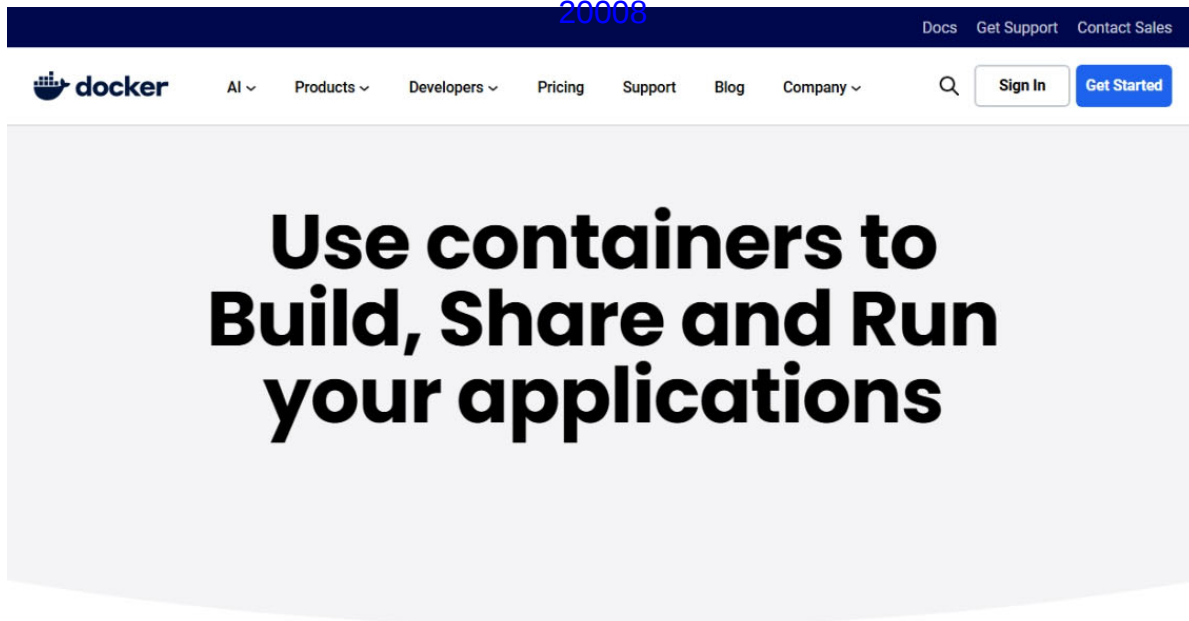 20008
Docs Get Support Contact Sales
docker AI Products Developers Pricing Support Blog Company Sign In Get Started
Use containers to
Build, Share and Run
your applications